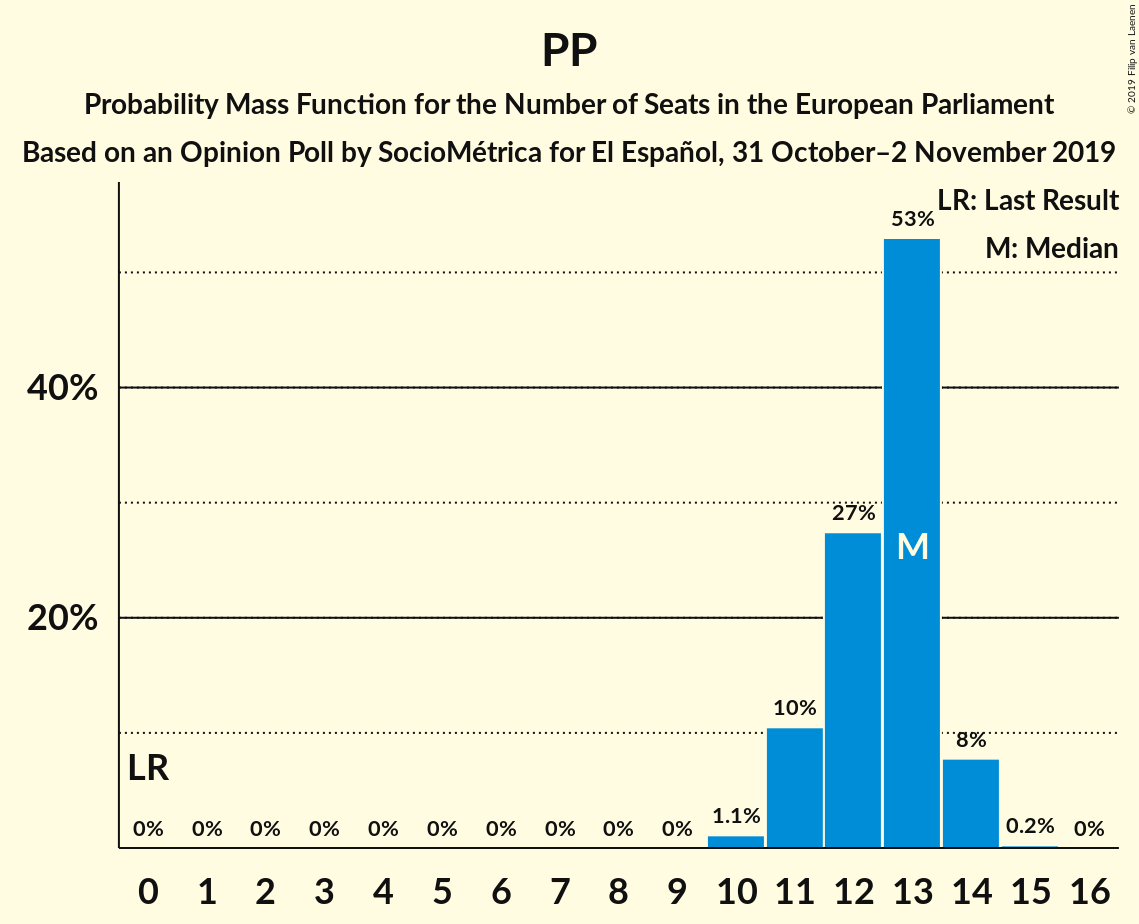 PP
Probability Mass Function for the Number of Seats in the European Parliament
Based on an Opinion Poll by SocioMétrica for El Español, 31 October–2 November 2019
© 2019 Filip van Laenen
LR: Last Result
M: Median
53%
40%
27%
M
20%
10%
8%
LR
0% 0% 0% 0% 0% 0% 0% 0% 0% 0% 1.1% 0.2% 0%
0 1 2 3 4 5 6 7 8 9 10 11 12 13 14 15 16